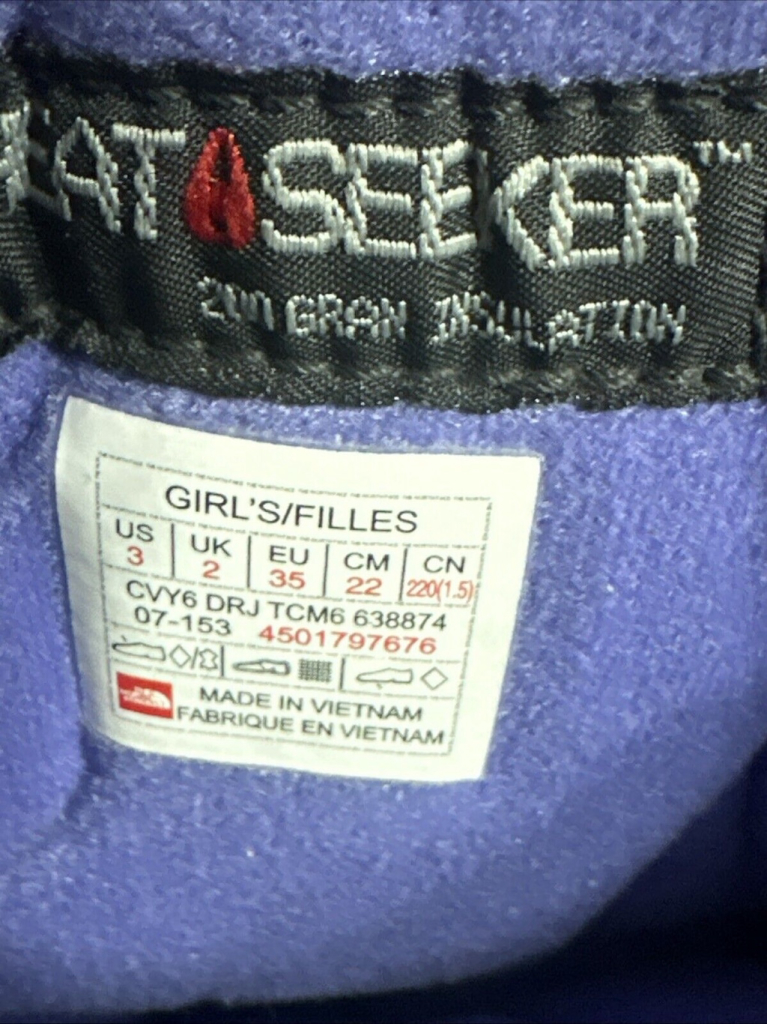 EAT SEEKER™
200 GRAM INSULATION
GIRL'S/FILLES
US UK EU CM CN
3 2 35 22 220(1.5)
CVY6 DRJ TCM6 638874
07-153 4501797676
MADE IN VIETNAM
FABRIQUE EN VIETNAM